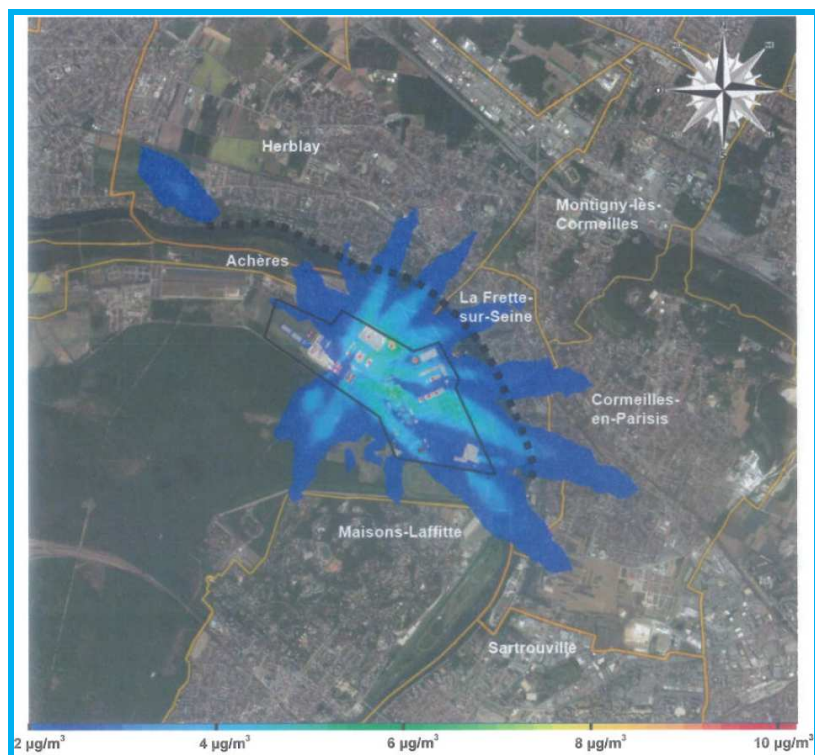 Herblay
Montigny-lès-
Cormeilles
Achères
La Frette-
sur-Seine
Cormeilles-
en-Parisis
Maisons-Laffitte
Sartrouville
2 µg/m³ 4 µg/m³ 6 µg/m³ 8 µg/m³ 10 µg/m³